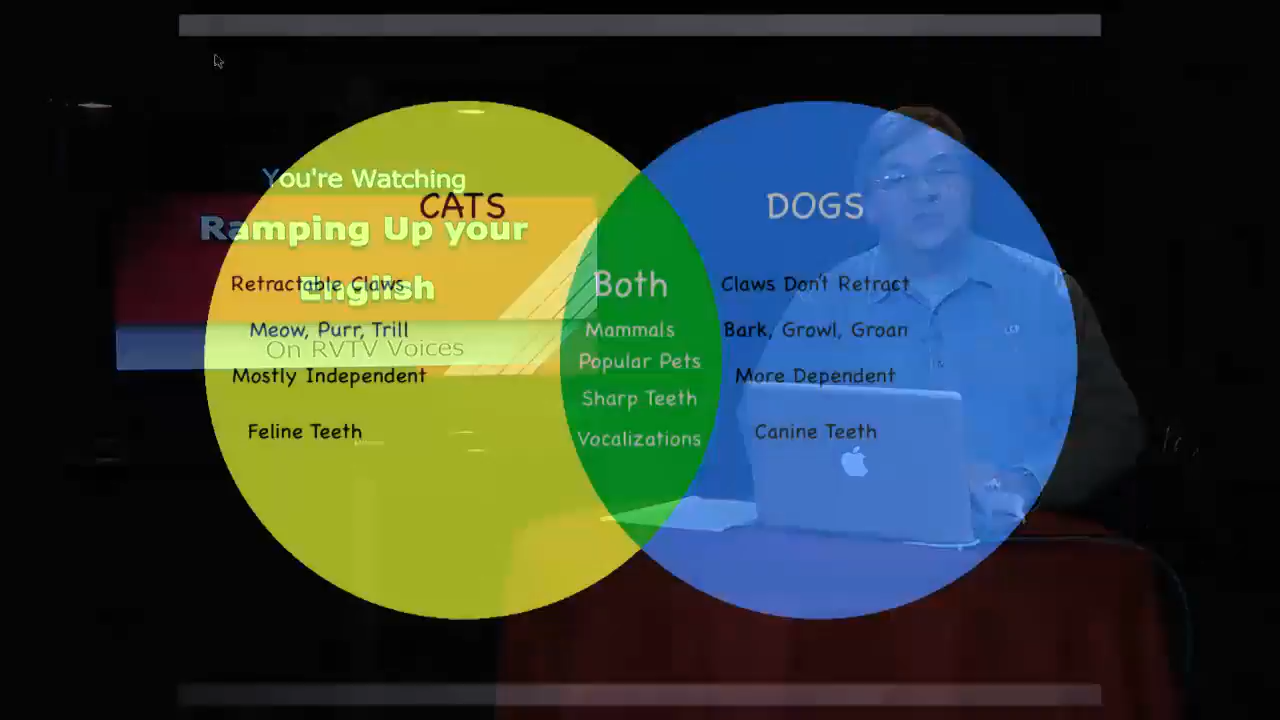 You're Watching
Ramping Up your
English
On RVTV Voices
CATS
Retractable Claws
Meow, Purr, Trill
Mostly Independent
Feline Teeth
Both
Mammals
Popular Pets
Sharp Teeth
Vocalizations
DOGS
Claws Don't Retract
Bark, Growl, Groan
More Dependent
Canine Teeth